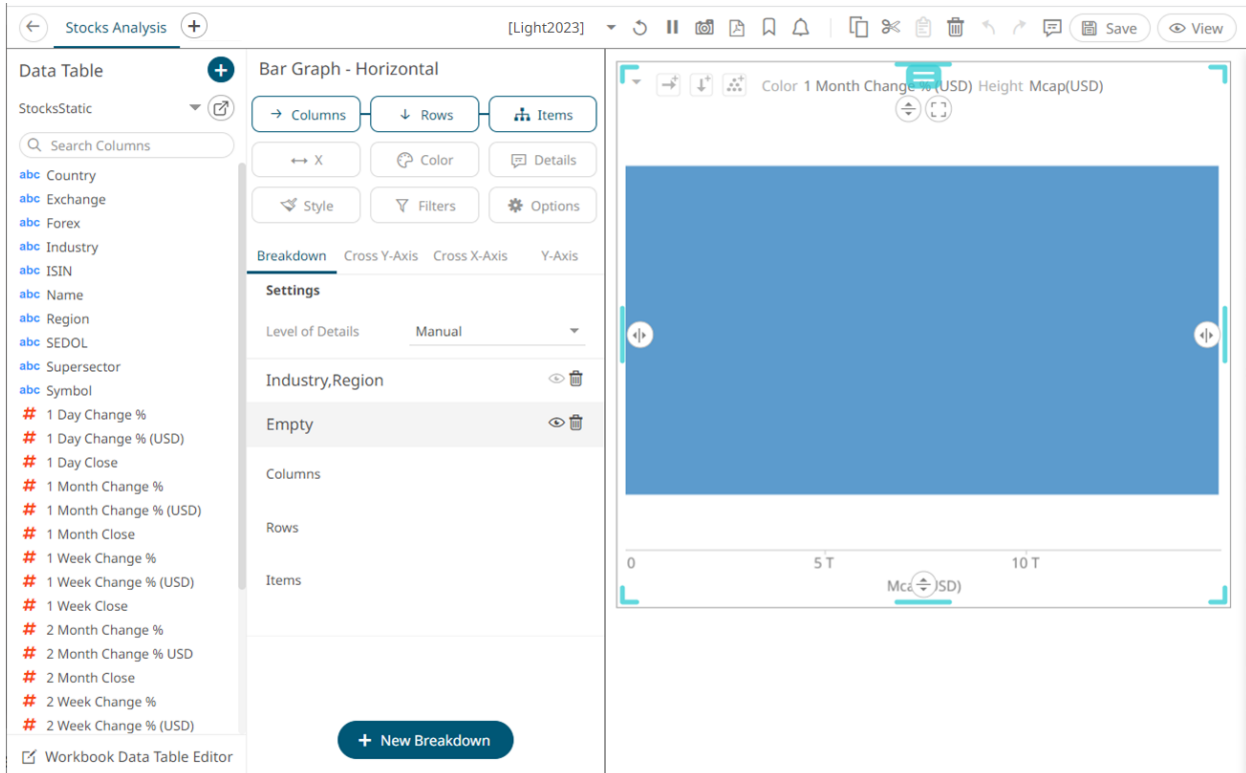 Stocks Analysis
[Light2023]
Save
View
Data Table
StocksStatic
Search Columns
abc Country
abc Exchange
abc Forex
abc Industry
abc ISIN
abc Name
abc Region
abc SEDOL
abc Supersector
abc Symbol
# 1 Day Change %
# 1 Day Change % (USD)
# 1 Day Close
# 1 Month Change %
# 1 Month Change % (USD)
# 1 Month Close
# 1 Week Change %
# 1 Week Change % (USD)
# 1 Week Close
# 2 Month Change %
# 2 Month Change % USD
# 2 Month Close
# 2 Week Change %
# 2 Week Change % (USD)
Workbook Data Table Editor
Bar Graph - Horizontal
Columns Rows Items
X Color Details
Style Filters Options
Breakdown Cross Y-Axis Cross X-Axis Y-Axis
Settings
Level of Details Manual
Industry,Region
Empty
Columns
Rows
Items
New Breakdown
Color 1 Month Change % (USD) Height Mcap(USD)
0 5 T 10 T